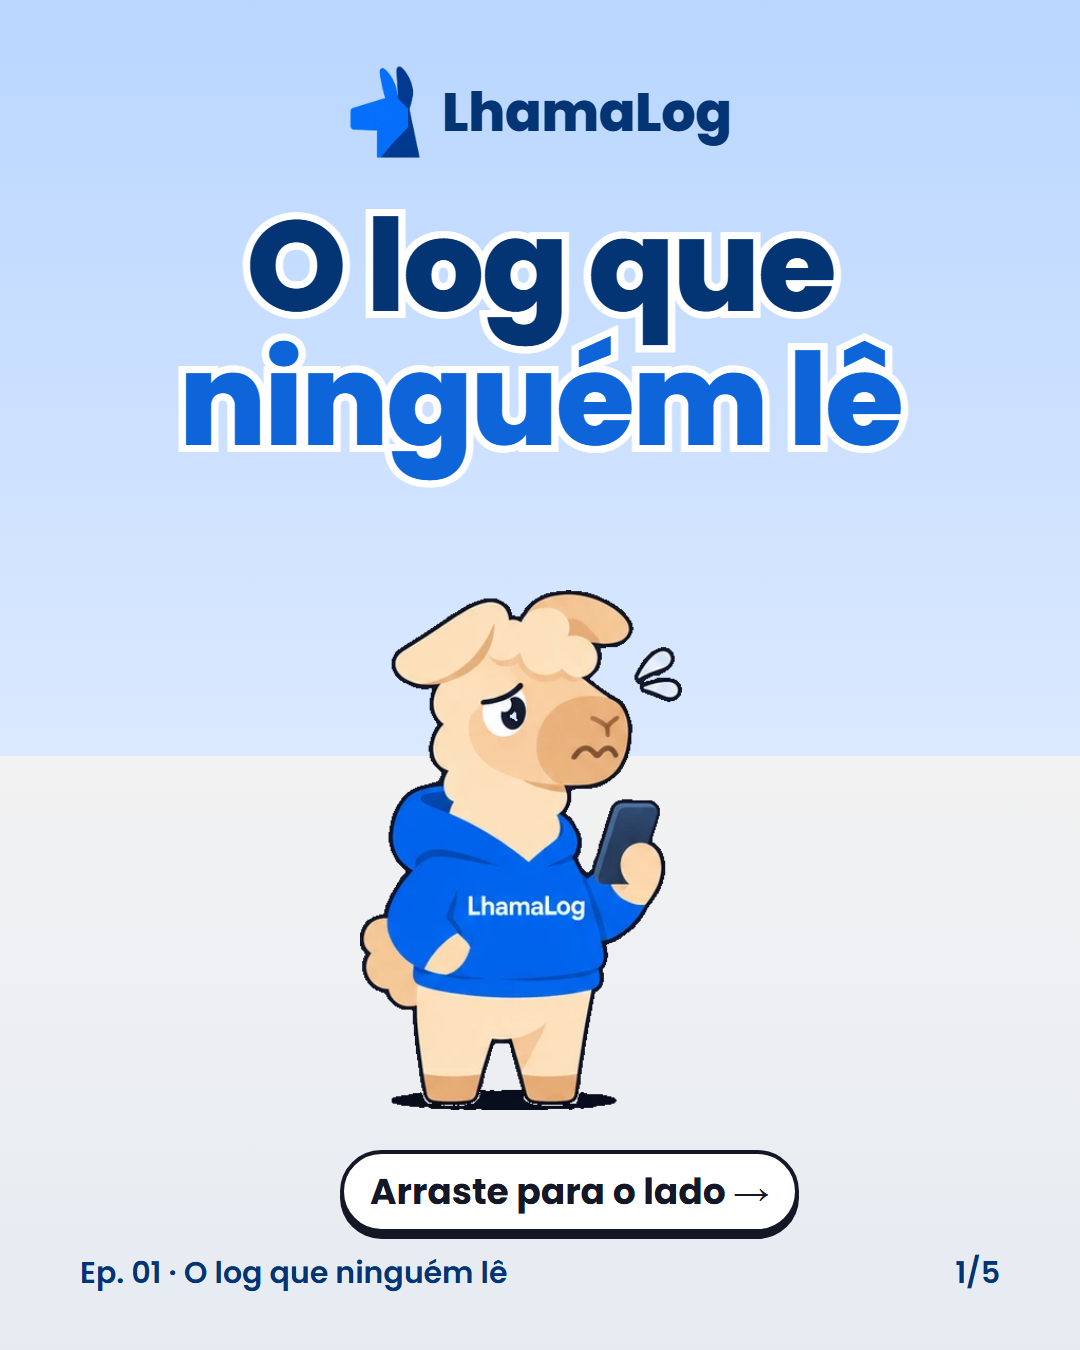 LhamaLog
O log que
ninguém lê
LhamaLog
Arraste para o lado →
Ep. 01 · O log que ninguém lê
1/5